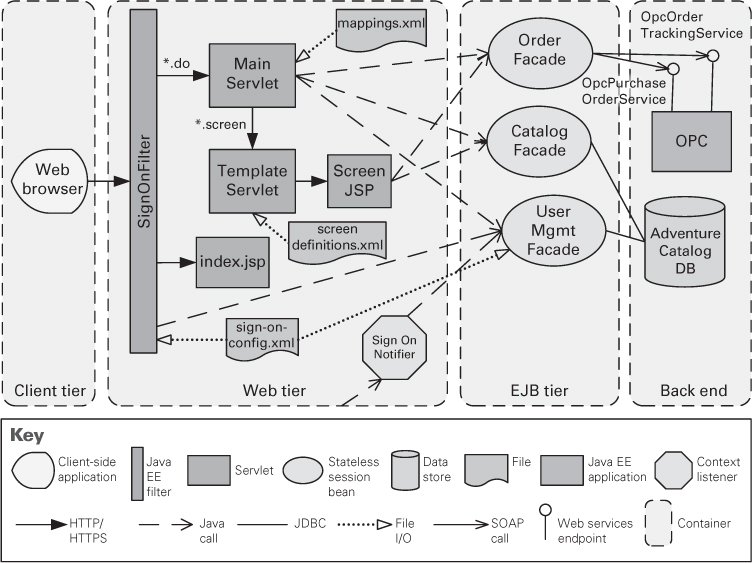 mappings.xml
OpcOrder
TrackingService
Order
Facade
*.do
Main
Servlet
OpcPurchase
OrderService
*.screen
Catalog
Facade
OPC
SignOnFilter
Web
browser
Template
Servlet
Screen
JSP
User
Mgmt
Facade
Adventure
Catalog
DB
screen
definitions.xml
index.jsp
sign-on-
config.xml
Sign On
Notifier
Client tier
Web tier
EJB tier
Back end
Key
Client-side
application
Java
EE
filter
Servlet
Stateless
session
bean
Data
store
File
Java EE
application
Context
listener
HTTP/
HTTPS
Java
call
JDBC
File
I/O
SOAP
call
Web services
endpoint
Container